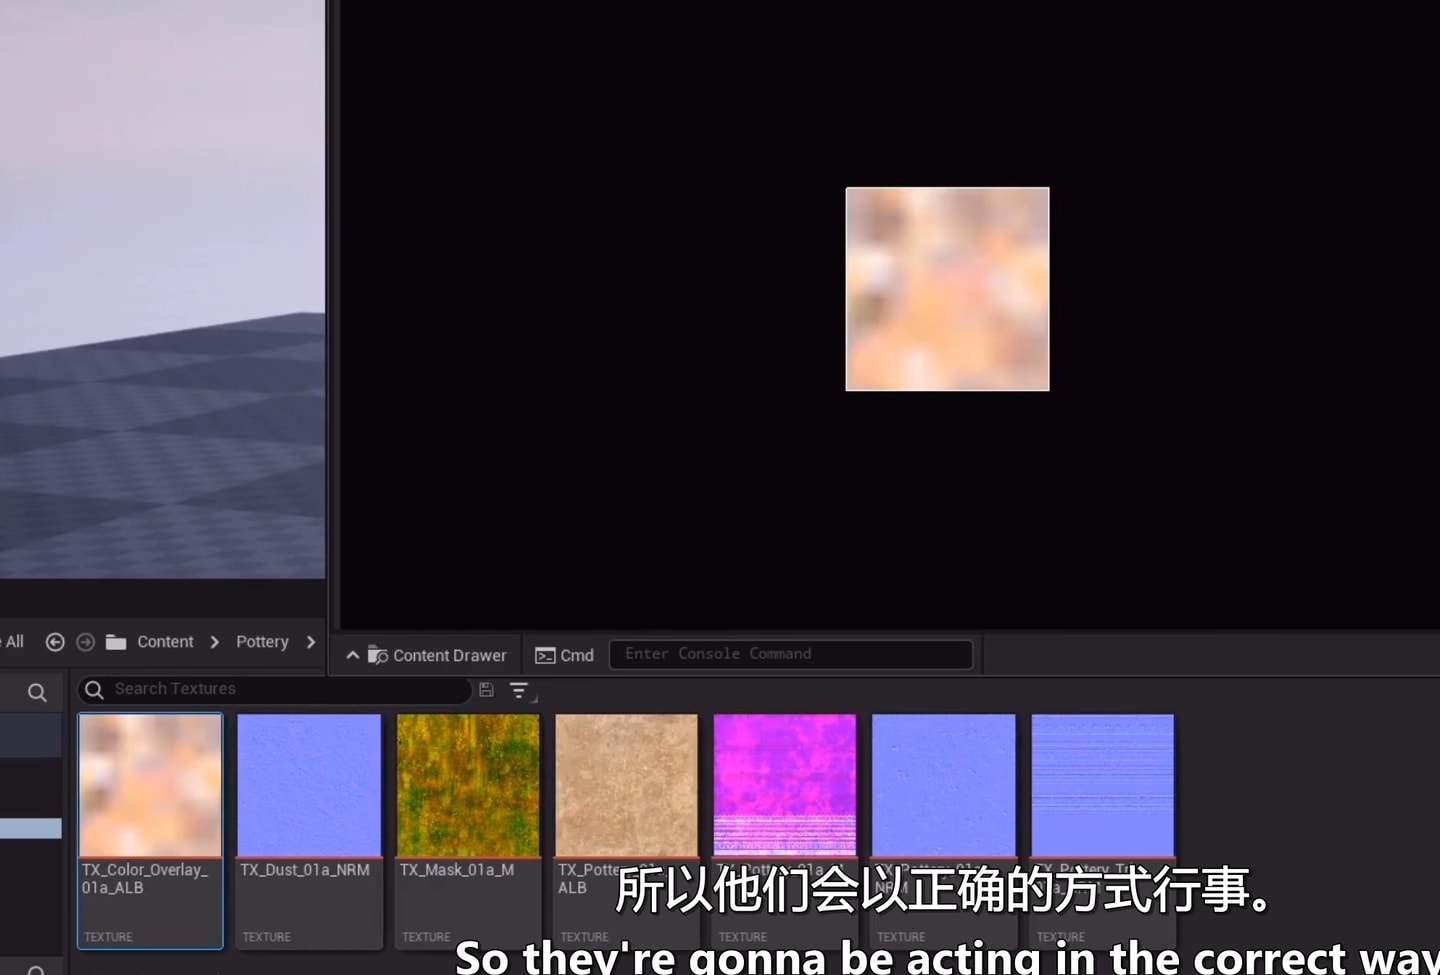 All
Content
Pottery
Content Drawer
Cmd
Enter Console Command
Search Textures
TX_Color_Overlay_
01a_ALB
TEXTURE
TX_Dust_01a_NRM
TEXTURE
TX_Mask_01a_M
TEXTURE
ALB
TEXTURE
TEXTURE
TEXTURE
TEXTURE
所以他们会以正确的方式行事。
So they're gonna be acting in the correct way